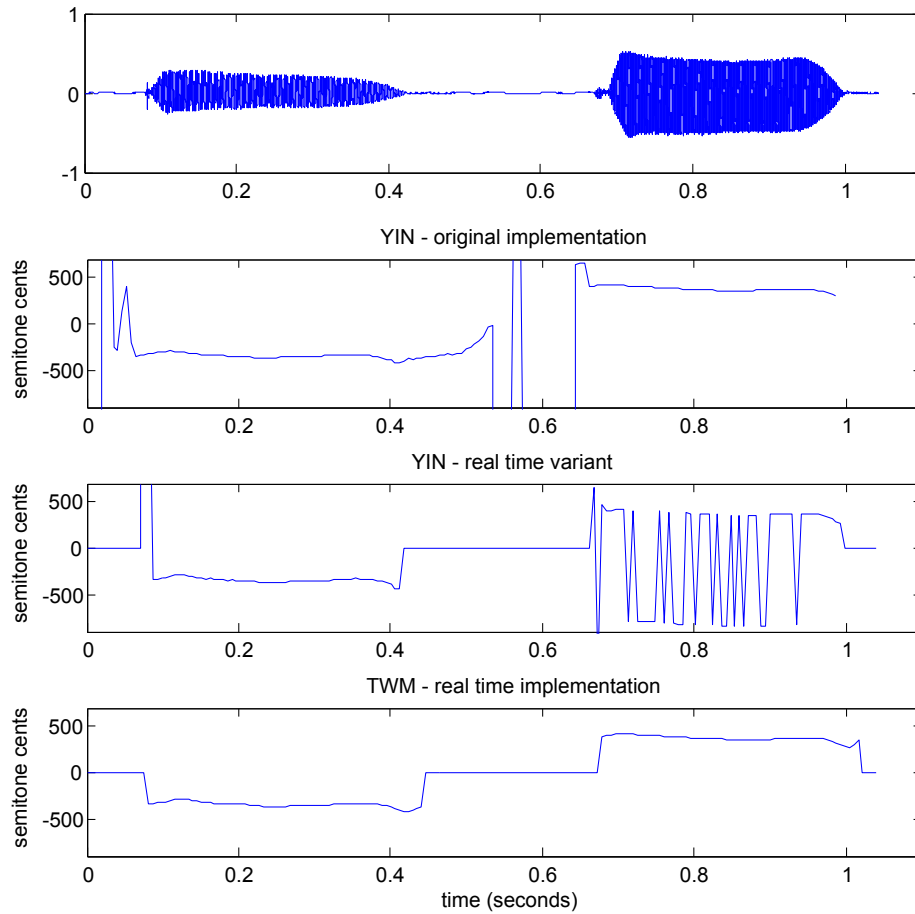 1
0
-1
0 0.2 0.4 0.6 0.8 1
YIN - original implementation
semitone cents
500
0
-500
0 0.2 0.4 0.6 0.8 1
YIN - real time variant
semitone cents
500
0
-500
0 0.2 0.4 0.6 0.8 1
TWM - real time implementation
semitone cents
500
0
-500
0 0.2 0.4 0.6 0.8 1
time (seconds)